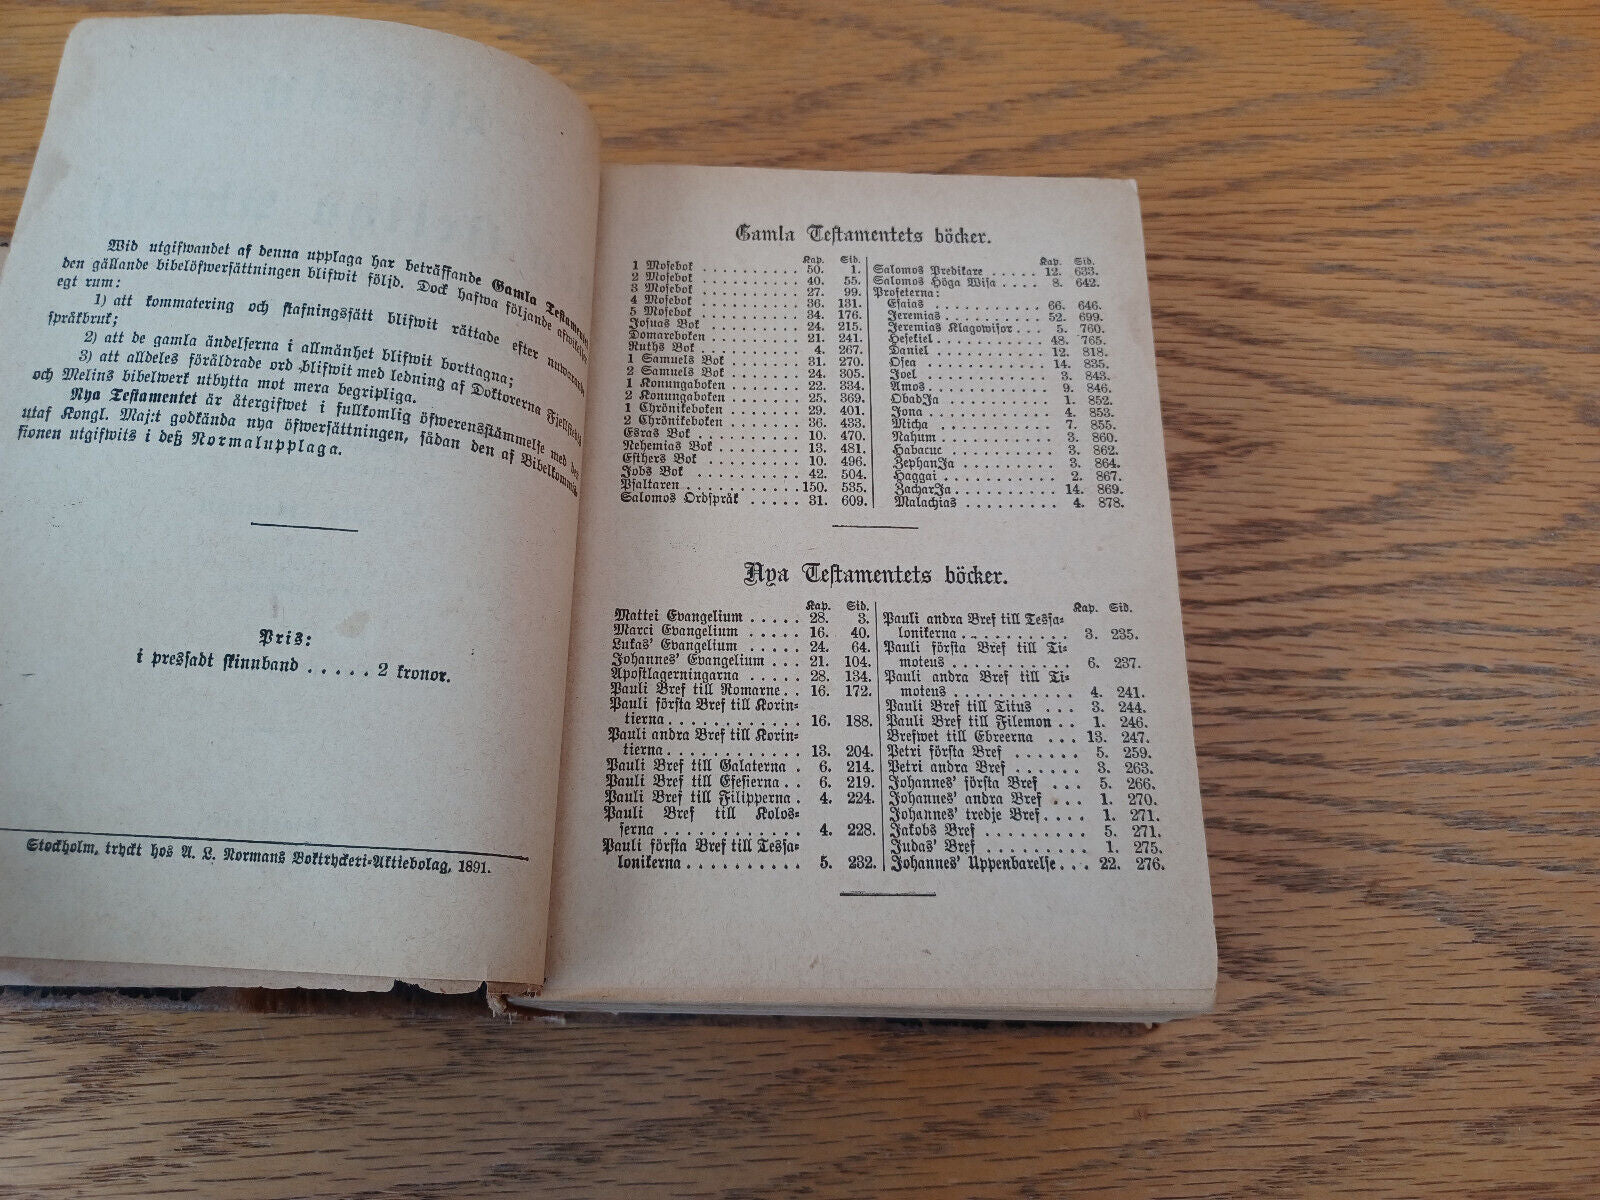 Wid utgifwandet af denna upplaga har beträffande Gamla Testamentet
den gällande bibelöfwersättningen blifwit följd. Dock hafwa följande afwikelser
egt rum:
1) att kommatering och stafningssätt blifwit rättade efter nuwarande
språkbruk;
2) att de gamla ändelserna i allmänhet blifwit borttagna;
3) att alldeles föråldrade ord blifwit med ledning af Doktorerna Fjellstedts
och Melins bibelwerk utbytta mot mera begripliga.
Nya Testamentet är återgifwet i fullkomlig öfwerensstämmelse med den
utaf Kongl. Maj:t godkända nya öfwersättningen, sådan den af Bibelkommis-
sionen utgifwits i deß Normalupplaga.
Pris:
i pressadt skinnband ..... 2 kronor.
Stockholm, tryckt hos A. L. Normans Boktryckeri-Aktiebolag, 1891.
Gamla Testamentets böcker.
Kap. Sid.
1 Mosebok .......... 50. 1.
2 Mosebok .......... 40. 55.
3 Mosebok .......... 27. 99.
4 Mosebok .......... 36. 131.
5 Mosebok .......... 34. 176.
Josuas Bok ......... 24. 215.
Domareboken ........ 21. 241.
Ruths Bok .......... 4. 267.
1 Samuels Bok ...... 31. 270.
2 Samuels Bok ...... 24. 305.
1 Konungaboken ..... 22. 334.
2 Konungaboken ..... 25. 369.
1 Chrönikeboken .... 29. 401.
2 Chrönikeboken .... 36. 433.
Esras Bok .......... 10. 470.
Nehemias Bok ....... 13. 481.
Esthers Bok ........ 10. 496.
Jobs Bok ........... 42. 504.
Psaltaren .......... 150. 535.
Salomos Ordspråk ... 31. 609.
Kap. Sid.
Salomos Predikare ..... 12. 633.
Salomos Höga Wisa .... 8. 642.
Profeterna:
Esaias ............. 66. 646.
Jeremias ........... 52. 699.
Jeremias Klagowisor ... 5. 760.
Hesekiel ........... 48. 765.
Daniel ............. 12. 818.
Osea ............... 14. 835.
Joel ............... 3. 843.
Amos ............... 9. 846.
ObadJa ............. 1. 852.
Jona ............... 4. 853.
Micha .............. 7. 855.
Nahum .............. 3. 860.
Habacuc ............ 3. 862.
ZephanJa ........... 3. 864.
Haggai ............. 2. 867.
ZacharJa ........... 14. 869.
Malachias .......... 4. 878.
Nya Testamentets böcker.
Kap. Sid.
Mattei Evangelium ..... 28. 3.
Marci Evangelium ..... 16. 40.
Lukas' Evangelium .... 24. 64.
Johannes' Evangelium ... 21. 104.
Apostlagerningarna .... 28. 134.
Pauli Bref till Romarne .. 16. 172.
Pauli första Bref till Korin-
tierna ............ 16. 188.
Pauli andra Bref till Korin-
tierna ............ 13. 204.
Pauli Bref till Galaterna . 6. 214.
Pauli Bref till Efesierna .. 6. 219.
Pauli Bref till Filipperna . 4. 224.
Pauli Bref till Kolos-
serna ............. 4. 228.
Pauli första Bref till Tessa-
lonikerna .......... 5. 232.
Kap. Sid.
Pauli andra Bref till Tessa-
lonikerna ......... 3. 235.
Pauli första Bref till Ti-
moteus ........... 6. 237.
Pauli andra Bref till Ti-
moteus ........... 4. 241.
Pauli Bref till Titus ... 3. 244.
Pauli Bref till Filemon .. 1. 246.
Brefwet till Ebreerna ... 13. 247.
Petri första Bref ...... 5. 259.
Petri andra Bref ...... 3. 263.
Johannes' första Bref ... 5. 266.
Johannes' andra Bref ... 1. 270.
Johannes' tredje Bref .... 1. 271.
Jakobs Bref ......... 5. 271.
Judas' Bref ......... 1. 275.
Johannes' Uppenbarelse ... 22. 276.